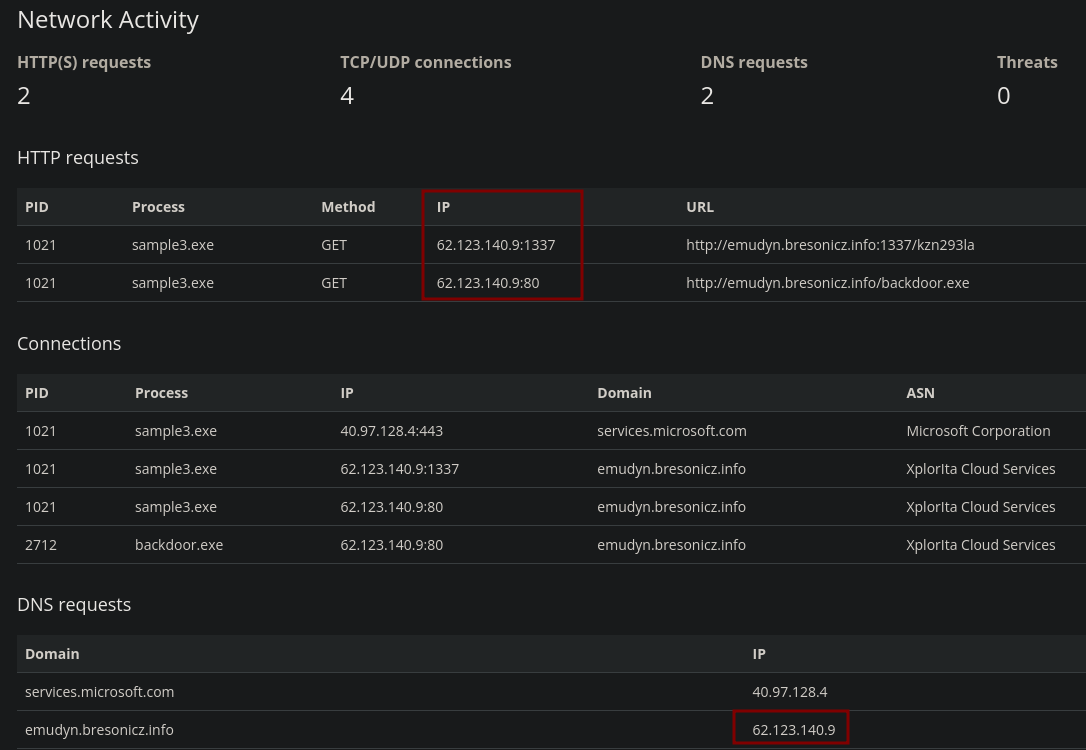 Network Activity
HTTP(S) requests TCP/UDP connections DNS requests Threats
2 4 2 0
HTTP requests
PID Process Method IP URL
1021 sample3.exe GET 62.123.140.9:1337 http://emudyn.bresonicz.info:1337/kzn293la
1021 sample3.exe GET 62.123.140.9:80 http://emudyn.bresonicz.info/backdoor.exe
Connections
PID Process IP Domain ASN
1021 sample3.exe 40.97.128.4:443 services.microsoft.com Microsoft Corporation
1021 sample3.exe 62.123.140.9:1337 emudyn.bresonicz.info XplorIta Cloud Services
1021 sample3.exe 62.123.140.9:80 emudyn.bresonicz.info XplorIta Cloud Services
2712 backdoor.exe 62.123.140.9:80 emudyn.bresonicz.info XplorIta Cloud Services
DNS requests
Domain IP
services.microsoft.com 40.97.128.4
emudyn.bresonicz.info 62.123.140.9